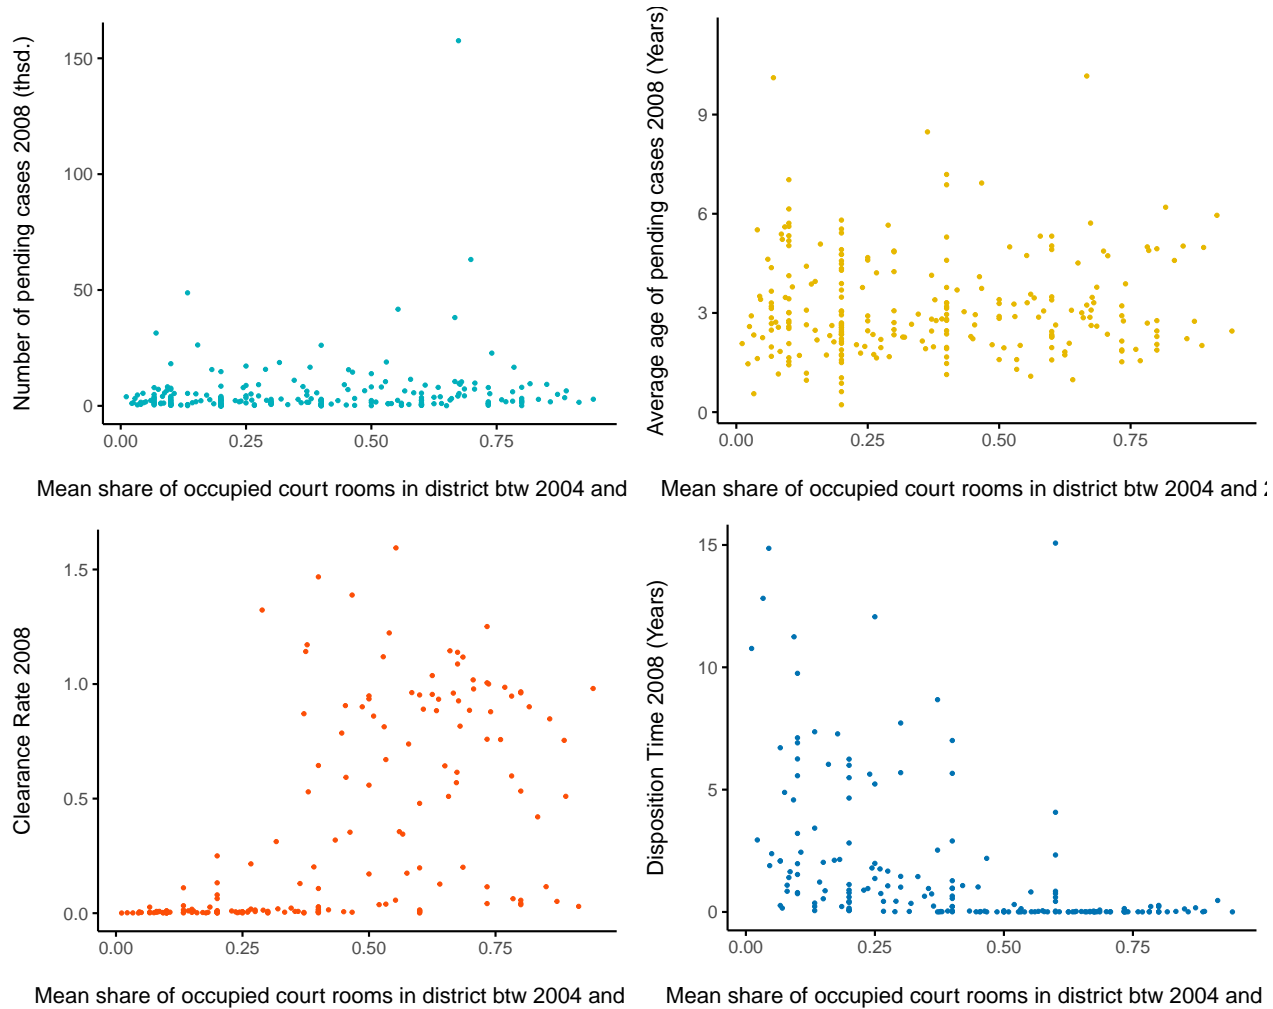 Number of pending cases 2008 (thsd.)
150
100
50
0
0.00 0.25 0.50 0.75
Mean share of occupied court rooms in district btw 2004 and
Average age of pending cases 2008 (Years)
9
6
3
0
0.00 0.25 0.50 0.75
Mean share of occupied court rooms in district btw 2004 and
Clearance Rate 2008
1.5
1.0
0.5
0.0
0.00 0.25 0.50 0.75
Mean share of occupied court rooms in district btw 2004 and
Disposition Time 2008 (Years)
15
10
5
0
0.00 0.25 0.50 0.75
Mean share of occupied court rooms in district btw 2004 and